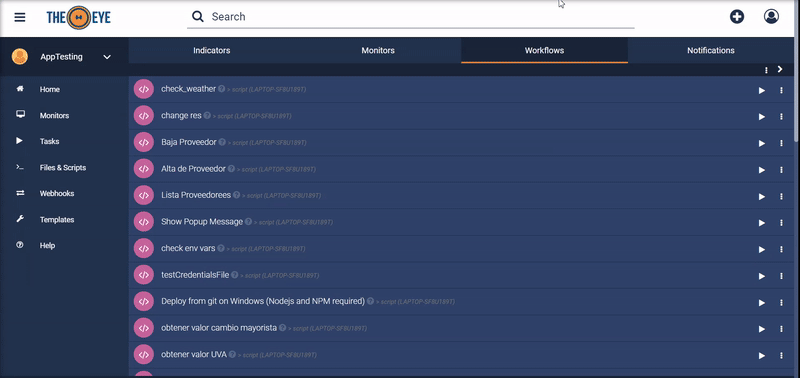 THE EYE
Search
AppTesting
Indicators
Monitors
Workflows
Notifications
Home
Monitors
Tasks
Files & Scripts
Webhooks
Templates
Help
check_weather ? » script (LAPTOP-SF8U189T)
change res ? » script (LAPTOP-SF8U189T)
Baja Proveedor ? » script (LAPTOP-SF8U189T)
Alta de Proveedor ? » script (LAPTOP-SF8U189T)
Lista Proveedorees ? » script (LAPTOP-SF8U189T)
Show Popup Message ? » script (LAPTOP-SF8U189T)
check env vars ? » script (LAPTOP-SF8U189T)
testCredentialsFile ? » script (LAPTOP-SF8U189T)
Deploy from git on Windows (Nodejs and NPM required) ? » script (LAPTOP-SF8U189T)
obtener valor cambio mayorista ? » script (LAPTOP-SF8U189T)
obtener valor UVA ? » script (LAPTOP-SF8U189T)